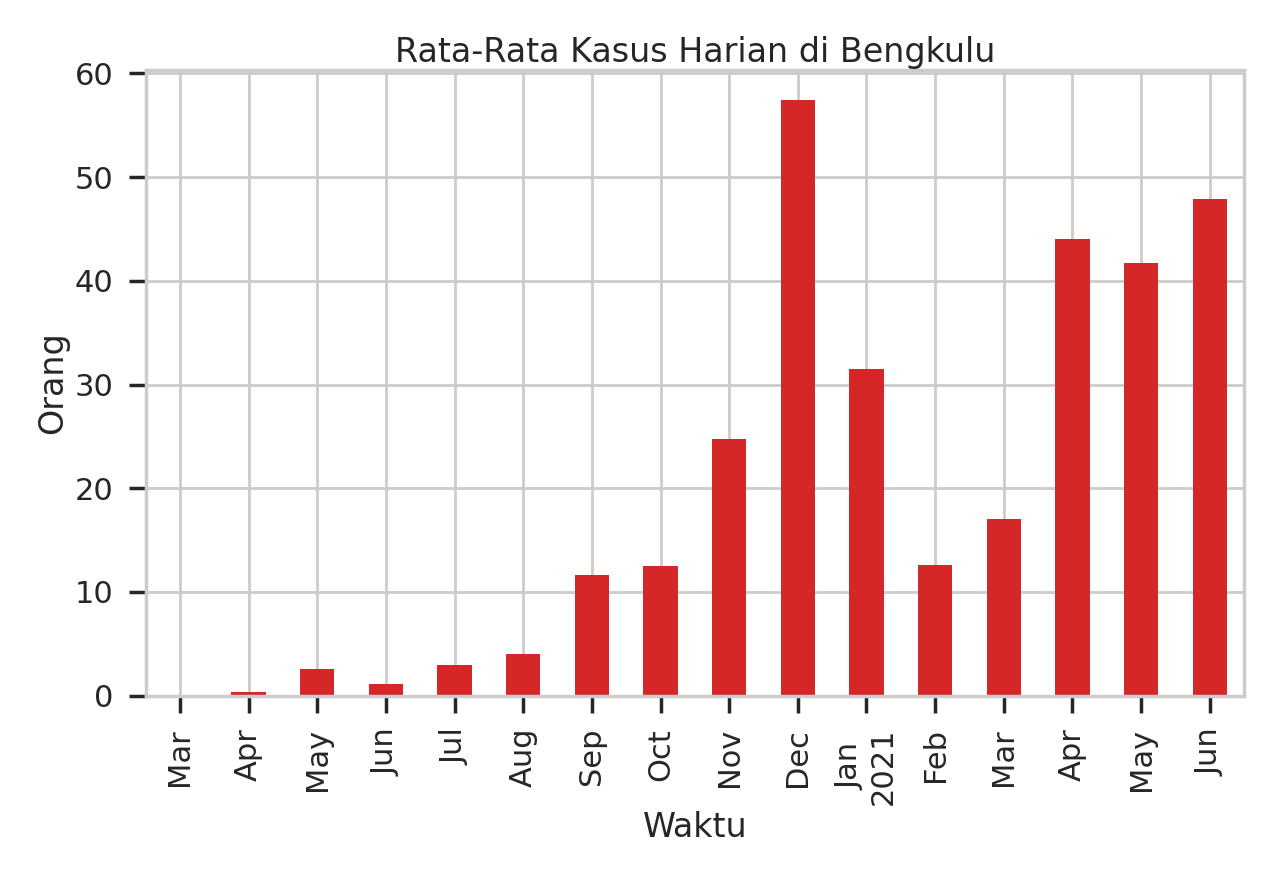 Rata-Rata Kasus Harian di Bengkulu
60
50
40
30
20
10
0
Orang
Mar
Apr
May
Jun
Jul
Aug
Sep
Oct
Nov
Dec
Jan
2021
Feb
Mar
Apr
May
Jun
Waktu